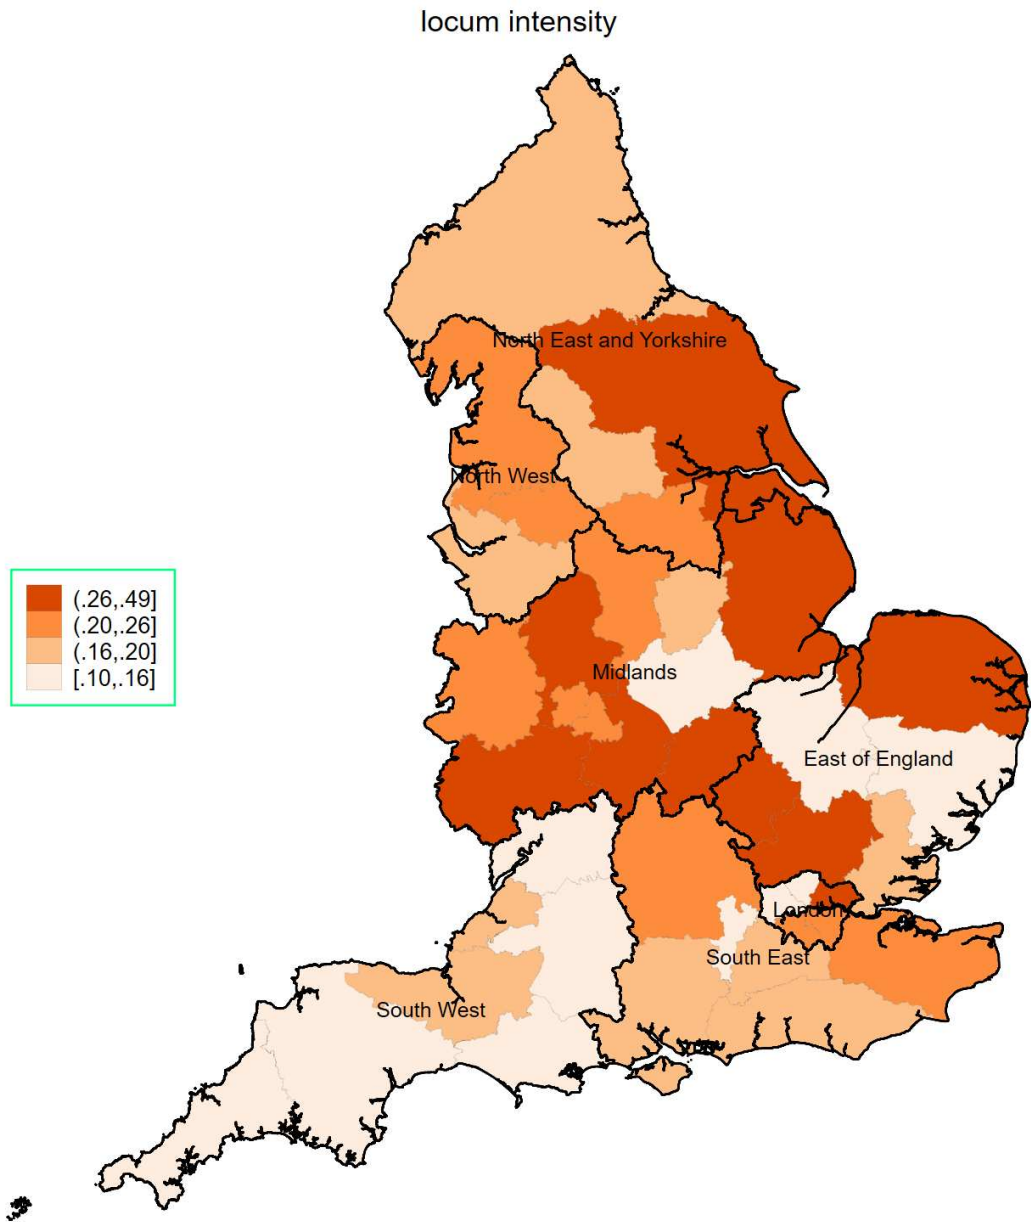 locum intensity
North East and Yorkshire
North West
(.26,.49]
(.20,.26]
(.16,.20]
[.10,.16]
Midlands
East of England
London
South East
South West